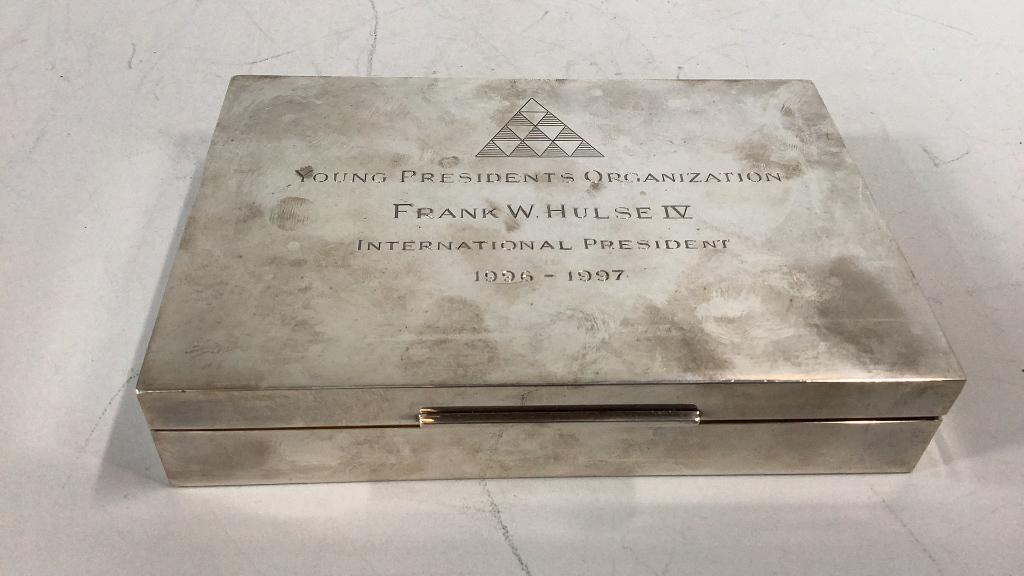 YOUNG PRESIDENTS ORGANIZATION
FRANK W. HULSE IV
INTERNATIONAL PRESIDENT
1996 - 1997